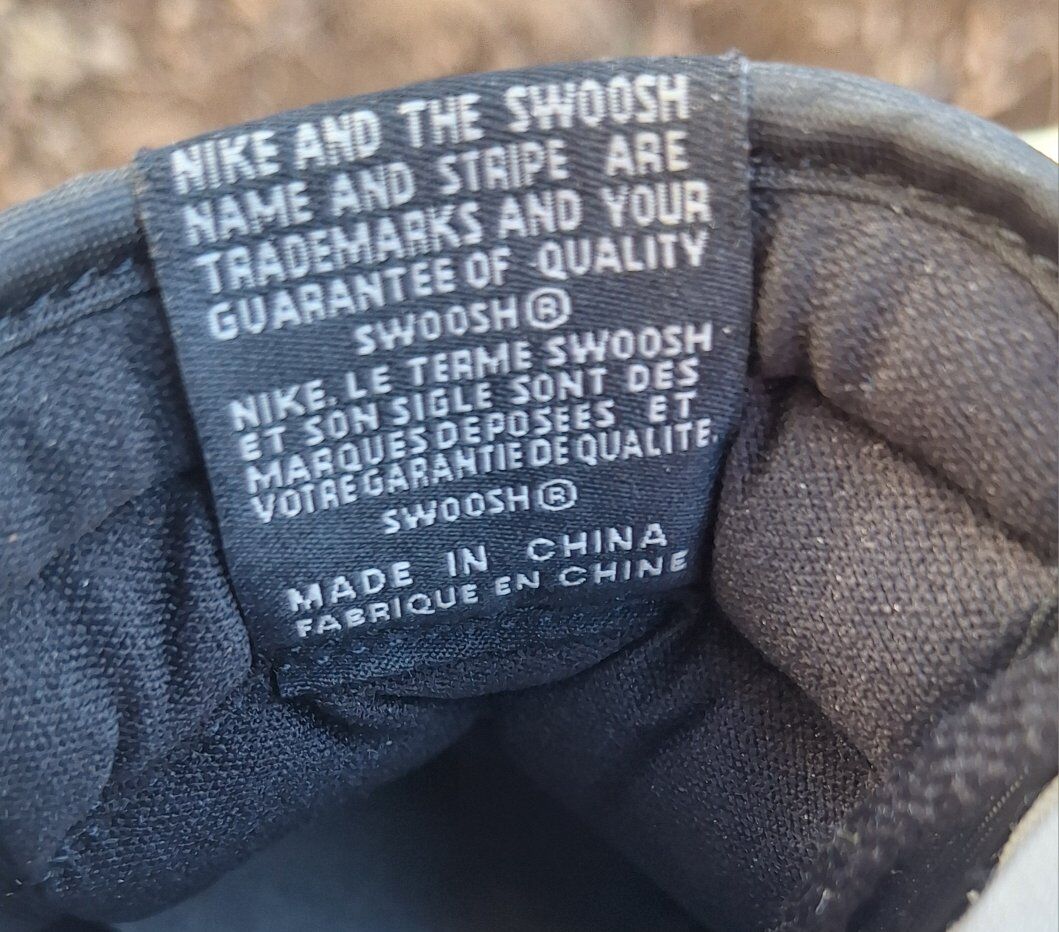 NIKE AND THE SWOOSH
NAME AND STRIPE ARE
TRADEMARKS AND YOUR
GUARANTEE OF QUALITY
SWOOSH®
NIKE, LE TERME SWOOSH
ET SON SIGLE SONT DES
MARQUES DEPOSEES ET
VOTRE GARANTIE DE QUALITE.
SWOOSH®
MADE IN CHINA
FABRIQUE EN CHINE